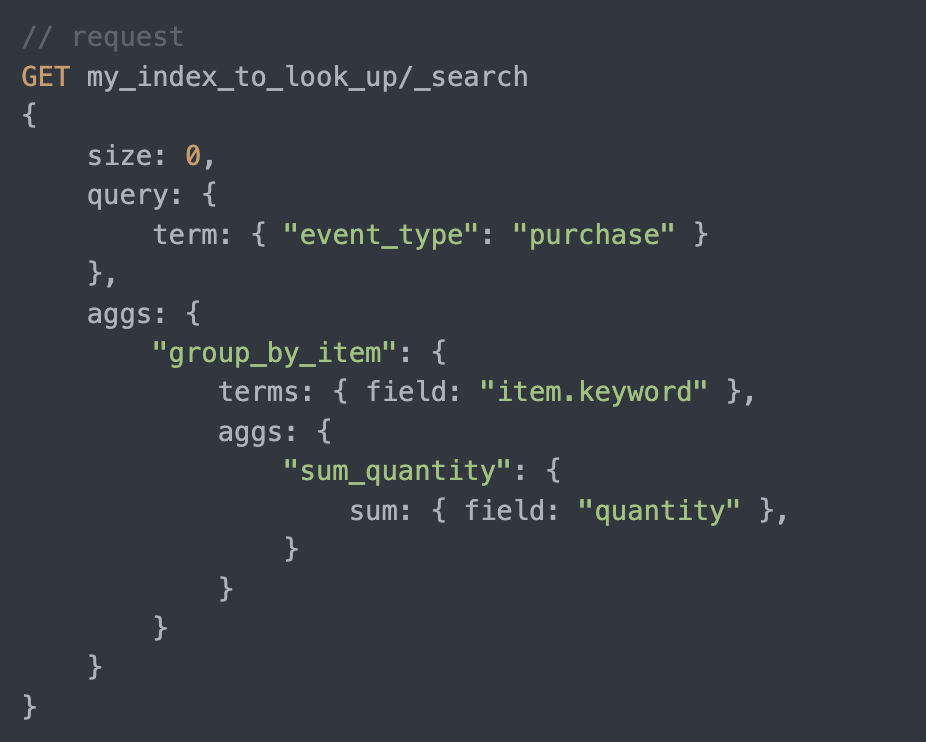 // request
GET my_index_to_look_up/_search
{
    size: 0,
    query: {
        term: { "event_type": "purchase" }
    },
    aggs: {
        "group_by_item": {
            terms: { field: "item.keyword" },
            aggs: {
                "sum_quantity": {
                    sum: { field: "quantity" },
                }
            }
        }
    }
}